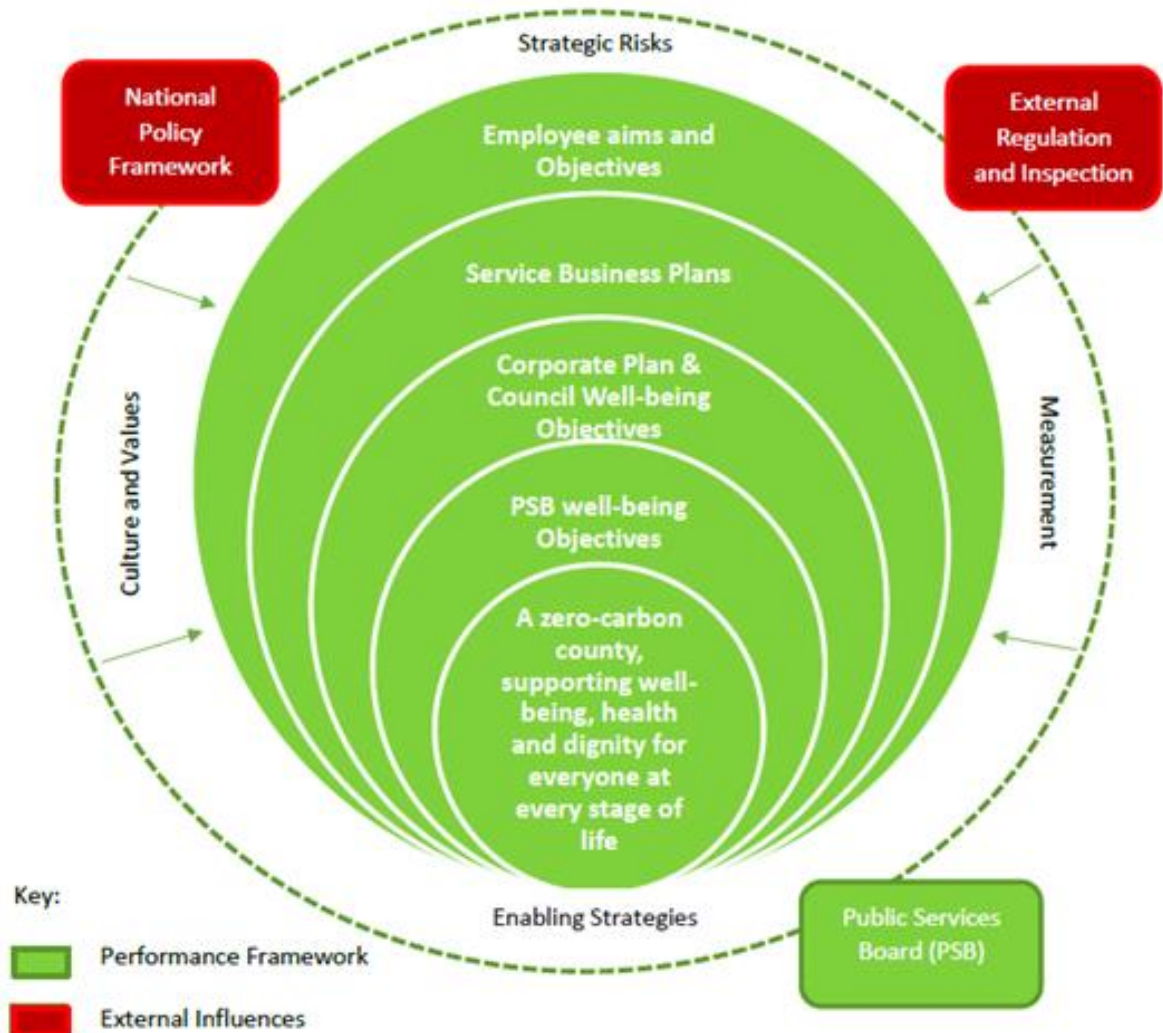 Strategic Risks
National
Policy
Framework
External
Regulation
and Inspection
Employee aims and
Objectives
Service Business Plans
Corporate Plan &
Council Well-being
Objectives
Culture and Values
Measurement
PSB well-being
Objectives
A zero-carbon
county,
supporting well-
being, health
and dignity for
everyone at
every stage of
life
Enabling Strategies
Public Services
Board (PSB)
Key:
Performance Framework
External Influences